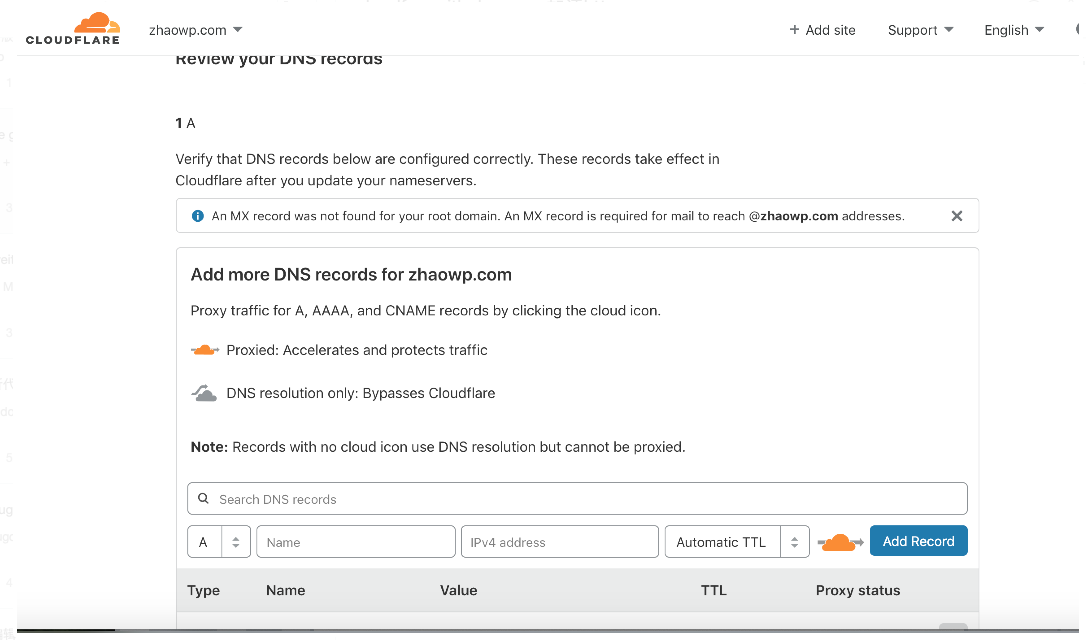 CLOUDFLARE
zhaowp.com
+ Add site
Support
English
Review your DNS records
1 A
Verify that DNS records below are configured correctly. These records take effect in
Cloudflare after you update your nameservers.
An MX record was not found for your root domain. An MX record is required for mail to reach @zhaowp.com addresses.
Add more DNS records for zhaowp.com
Proxy traffic for A, AAAA, and CNAME records by clicking the cloud icon.
Proxied: Accelerates and protects traffic
DNS resolution only: Bypasses Cloudflare
Note: Records with no cloud icon use DNS resolution but cannot be proxied.
Search DNS records
A Name IPv4 address Automatic TTL Add Record
Type Name Value TTL Proxy status